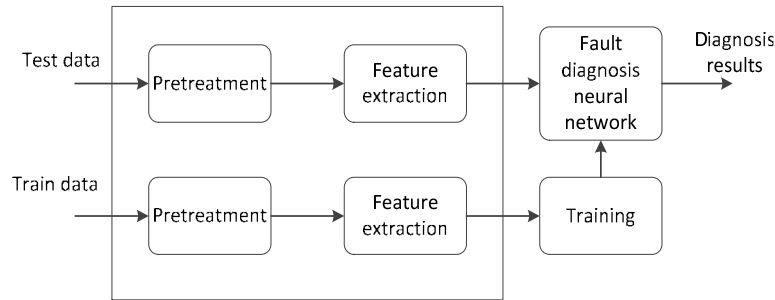 Test data
Pretreatment
Feature
extraction
Fault
diagnosis
neural
network
Diagnosis
results
Train data
Pretreatment
Feature
extraction
Training